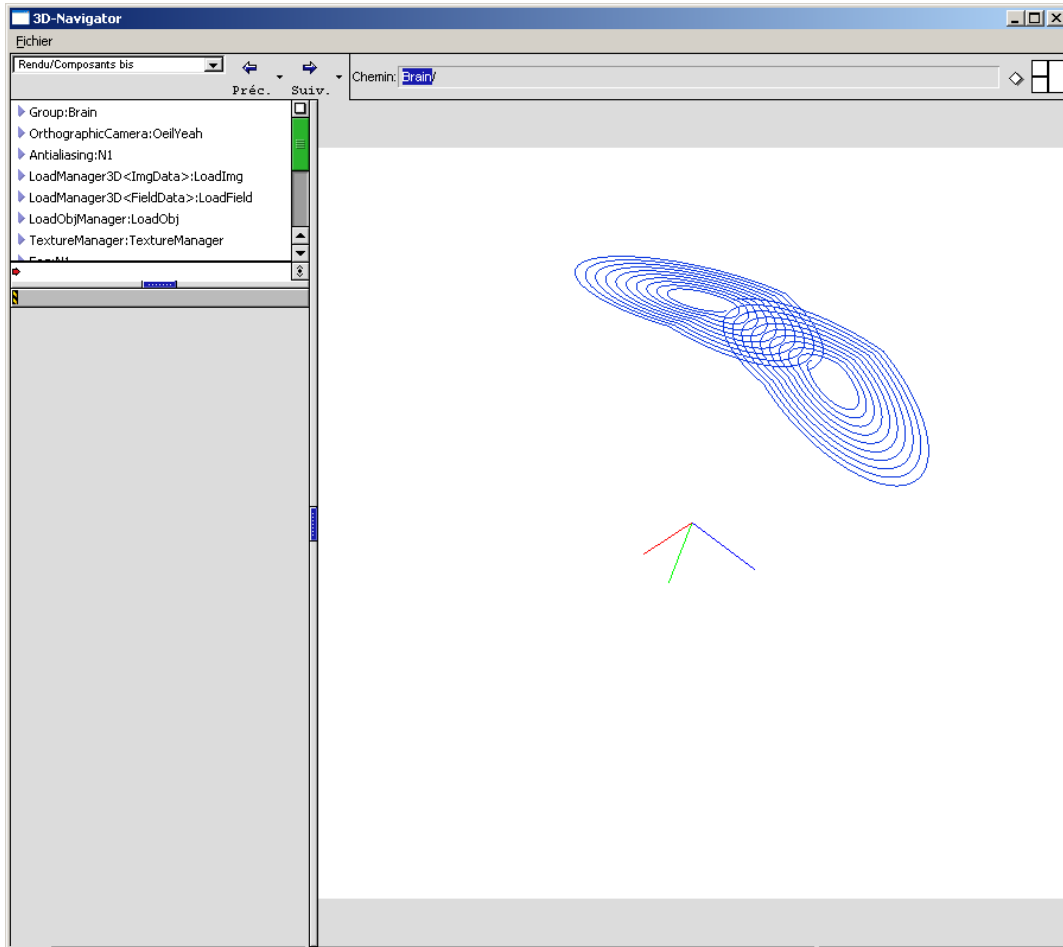 3D-Navigator
Fichier
Rendu/Composants bis
Préc. Suiv.
Chemin: Brain/
Group:Brain
OrthographicCamera:OeilYeah
Antialiasing:N1
LoadManager3D<ImgData>:LoadImg
LoadManager3D<FieldData>:LoadField
LoadObjManager:LoadObj
TextureManager:TextureManager